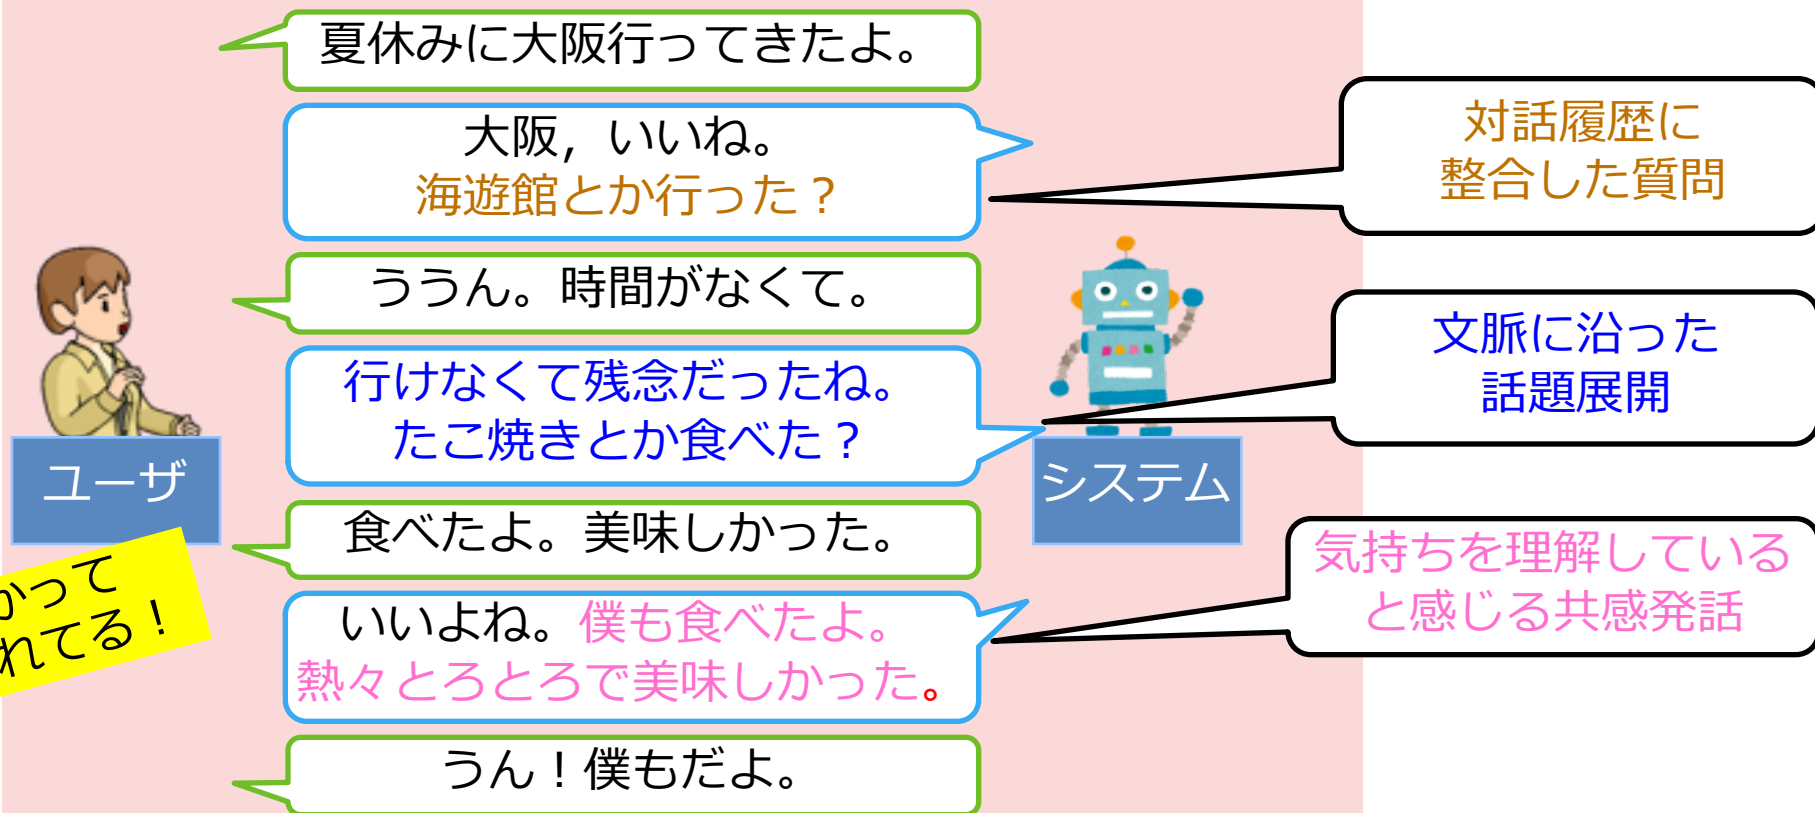 夏休みに大阪行ってきたよ。
大阪，いいね。
海遊館とか行った？
対話履歴に
整合した質問
ううん。時間がなくて。
行けなくて残念だったね。
たこ焼きとか食べた？
文脈に沿った
話題展開
ユーザ
システム
食べたよ。美味しかった。
かって
れてる！
いいよね。僕も食べたよ。
熱々とろとろで美味しかった。
気持ちを理解している
と感じる共感発話
うん！僕もだよ。